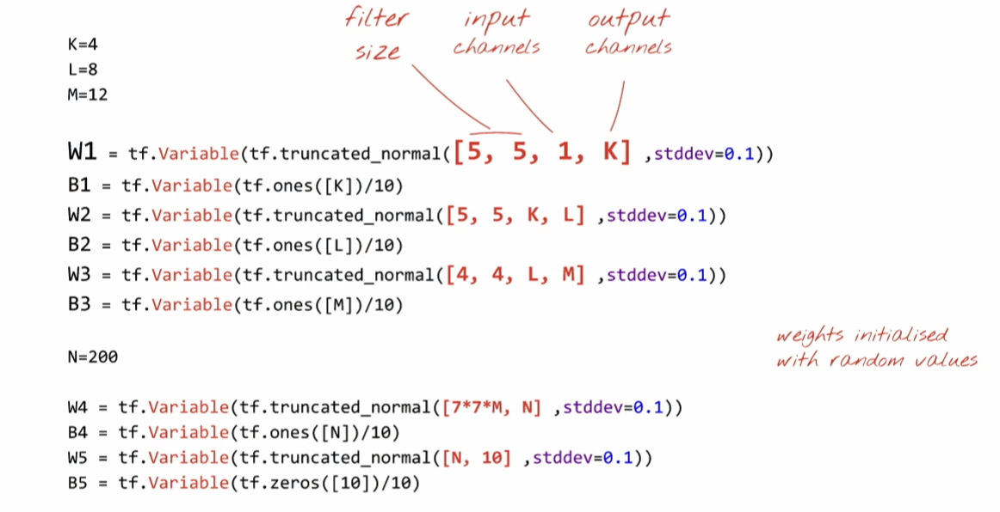 filter input output
size channels channels
K=4
L=8
M=12
W1 = tf.Variable(tf.truncated_normal([5, 5, 1, K] ,stddev=0.1))
B1 = tf.Variable(tf.ones([K])/10)
W2 = tf.Variable(tf.truncated_normal([5, 5, K, L] ,stddev=0.1))
B2 = tf.Variable(tf.ones([L])/10)
W3 = tf.Variable(tf.truncated_normal([4, 4, L, M] ,stddev=0.1))
B3 = tf.Variable(tf.ones([M])/10)
weights initialised
with random values
N=200
W4 = tf.Variable(tf.truncated_normal([7*7*M, N] ,stddev=0.1))
B4 = tf.Variable(tf.ones([N])/10)
W5 = tf.Variable(tf.truncated_normal([N, 10] ,stddev=0.1))
B5 = tf.Variable(tf.zeros([10])/10)